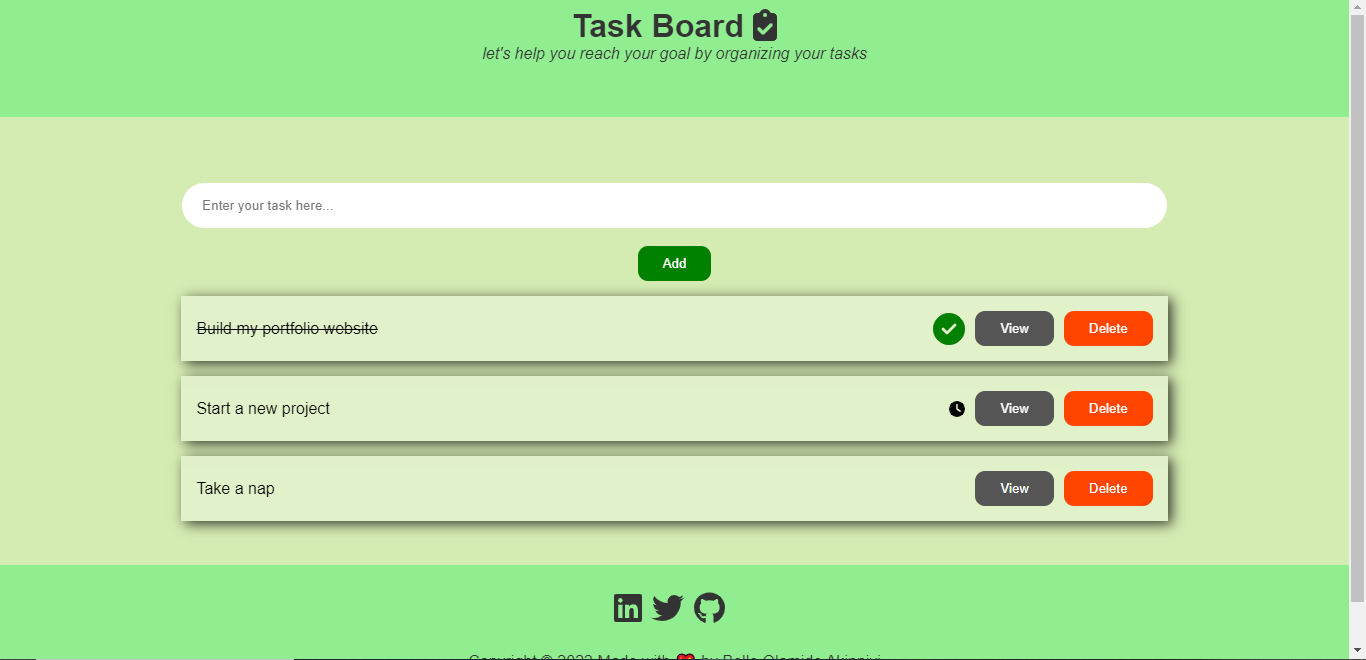 Task Board
let's help you reach your goal by organizing your tasks
Enter your task here...
Add
Build my portfolio website
View
Delete
Start a new project
View
Delete
Take a nap
View
Delete
in
Copyright © 2022 Made with by Bello Olamide Akinniyi